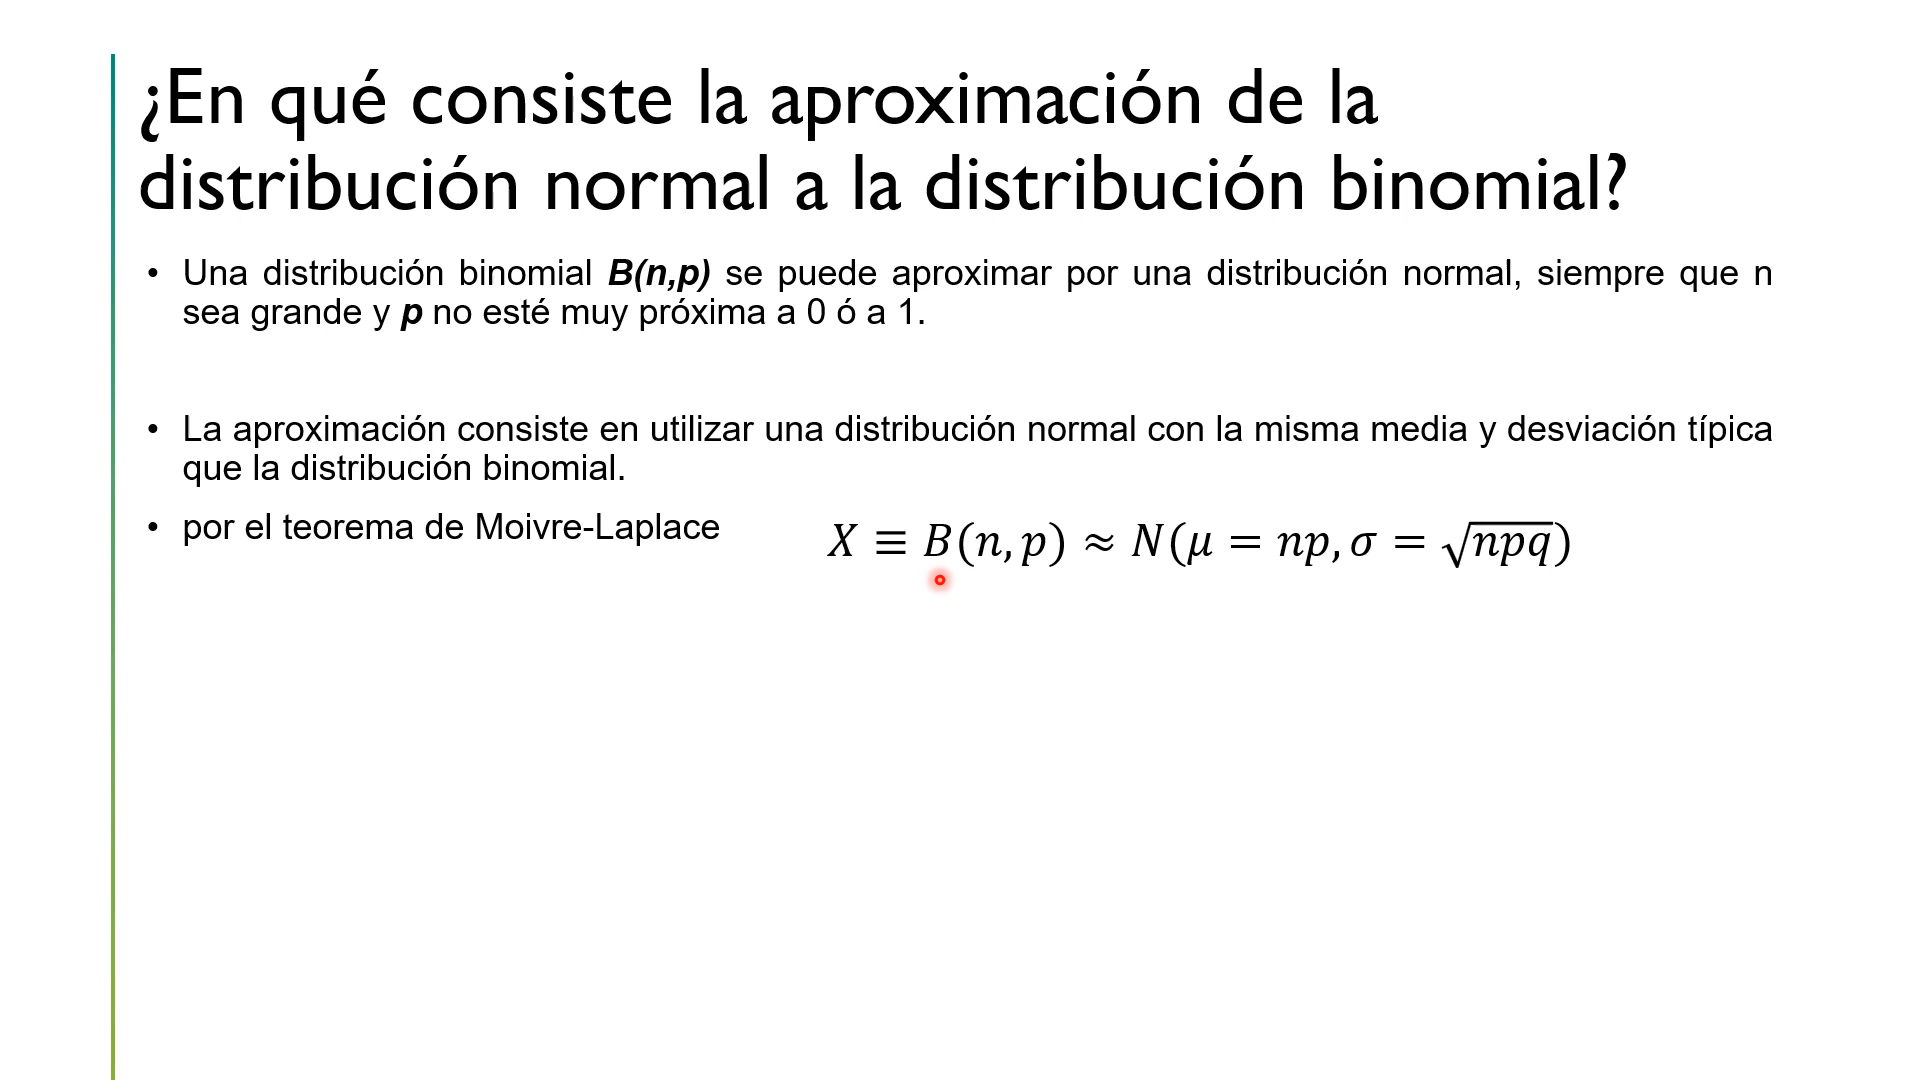 ¿En qué consiste la aproximación de la
distribución normal a la distribución binomial?
• Una distribución binomial B(n,p) se puede aproximar por una distribución normal, siempre que n
sea grande y p no esté muy próxima a 0 ó a 1.
• La aproximación consiste en utilizar una distribución normal con la misma media y desviación típica
que la distribución binomial.
• por el teorema de Moivre-Laplace X ≡ B(n, p) ≈ N(μ = np, σ = √npq)